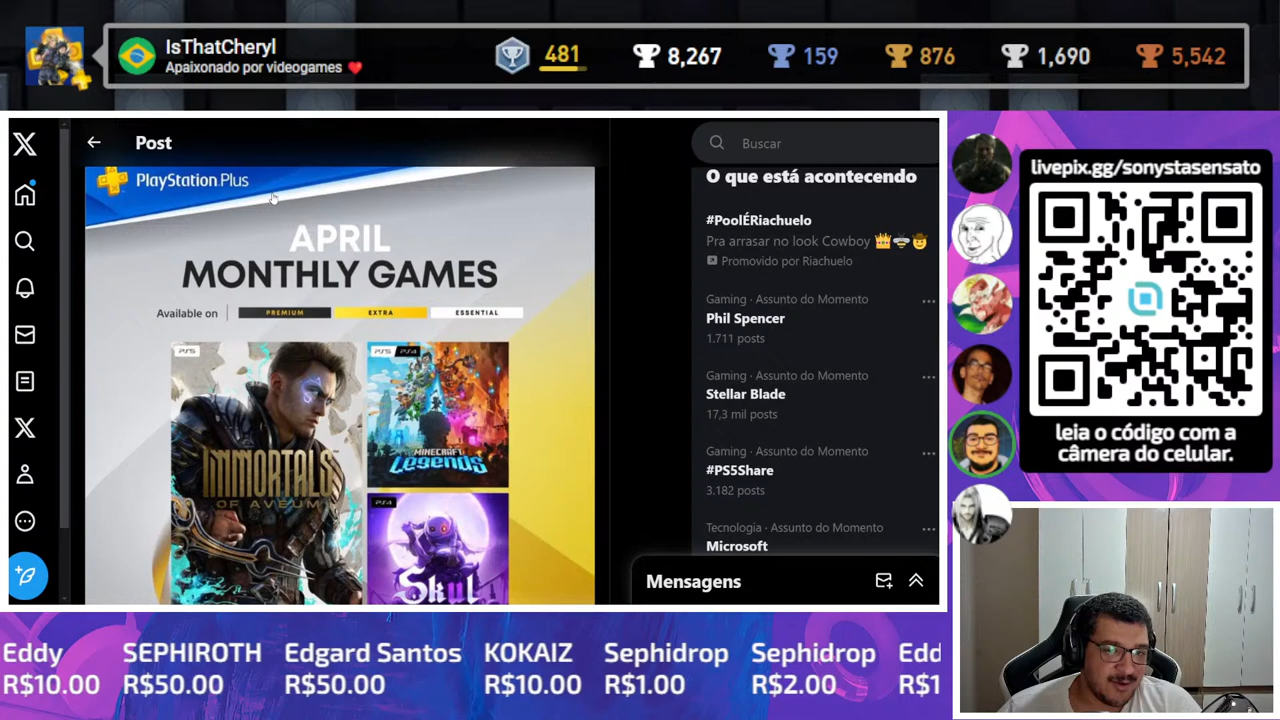 IsThatCheryl
Apaixonado por videogames ❤️
481
8,267
159
876
1,690
5,542
Post
PlayStation.Plus
APRIL
MONTHLY GAMES
Available on | PREMIUM EXTRA ESSENTIAL
PS5
IMMORTALS
OF AVEUM
PS5 PS4
MINECRAFT
LEGENDS
PS4
Skul
Buscar
O que está acontecendo
#PoolÉRiachuelo
Pra arrasar no look Cowboy 👑🐝🤠
Promovido por Riachuelo
Gaming · Assunto do Momento
Phil Spencer
1.711 posts
Gaming · Assunto do Momento
Stellar Blade
17,3 mil posts
Gaming · Assunto do Momento
#PS5Share
3.182 posts
Tecnologia · Assunto do Momento
Microsoft
Mensagens
livepix.gg/sonystasensato
leia o código com a
câmera do celular.
Eddy SEPHIROTH Edgard Santos KOKAIZ Sephidrop Sephidrop Edd
R$10.00 R$50.00 R$50.00 R$10.00 R$1.00 R$2.00 R$1